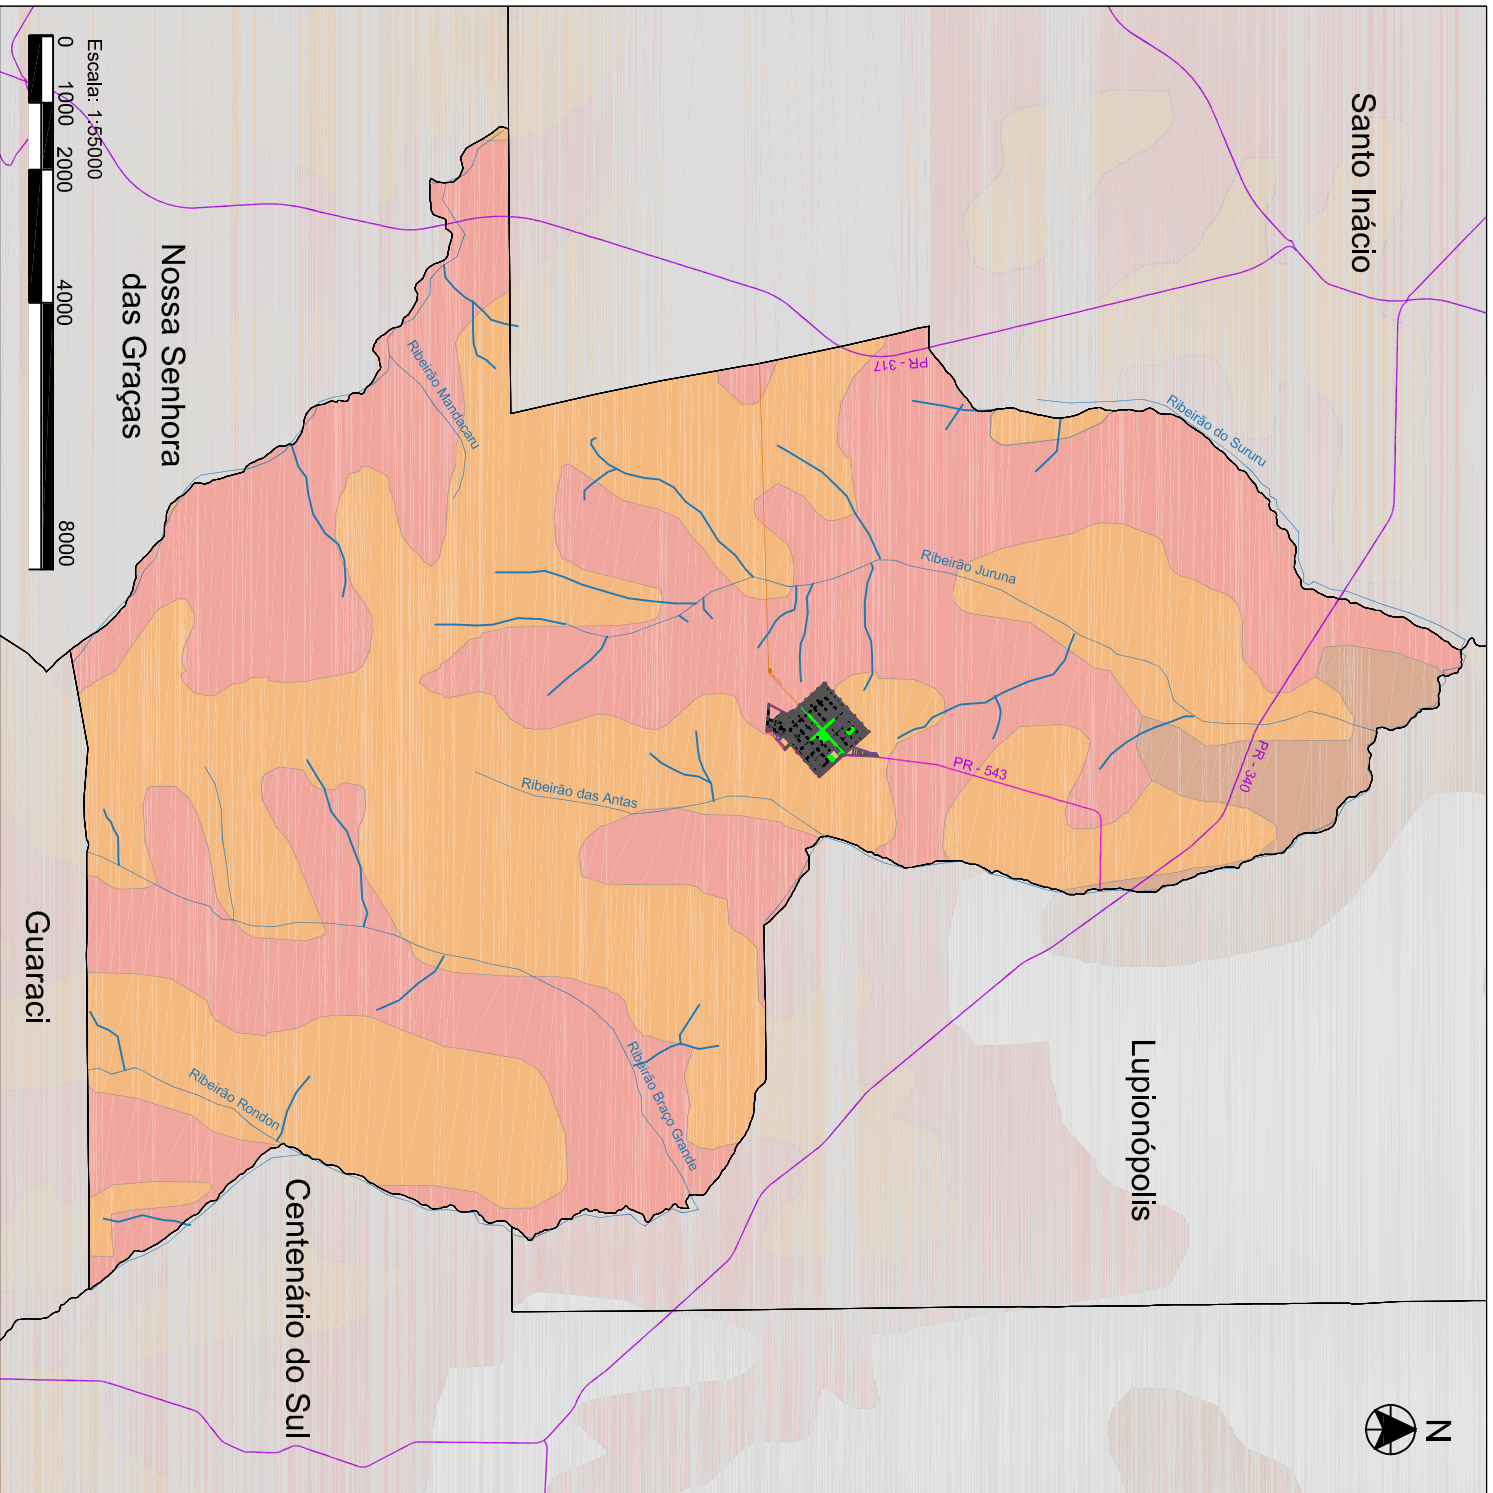 Santo Inácio
Ribeirão do Sururu
PR - 317
Ribeirão Juruna
PR - 340
PR - 543
Lupionópolis
N
Ribeirão Mandacaru
Ribeirão das Antas
Nossa Senhora
das Graças
Ribeirão Braço Grande
Ribeirão Rondon
Centenário do Sul
Guaraci
Escala: 1:55000
0 1000 2000 4000 8000